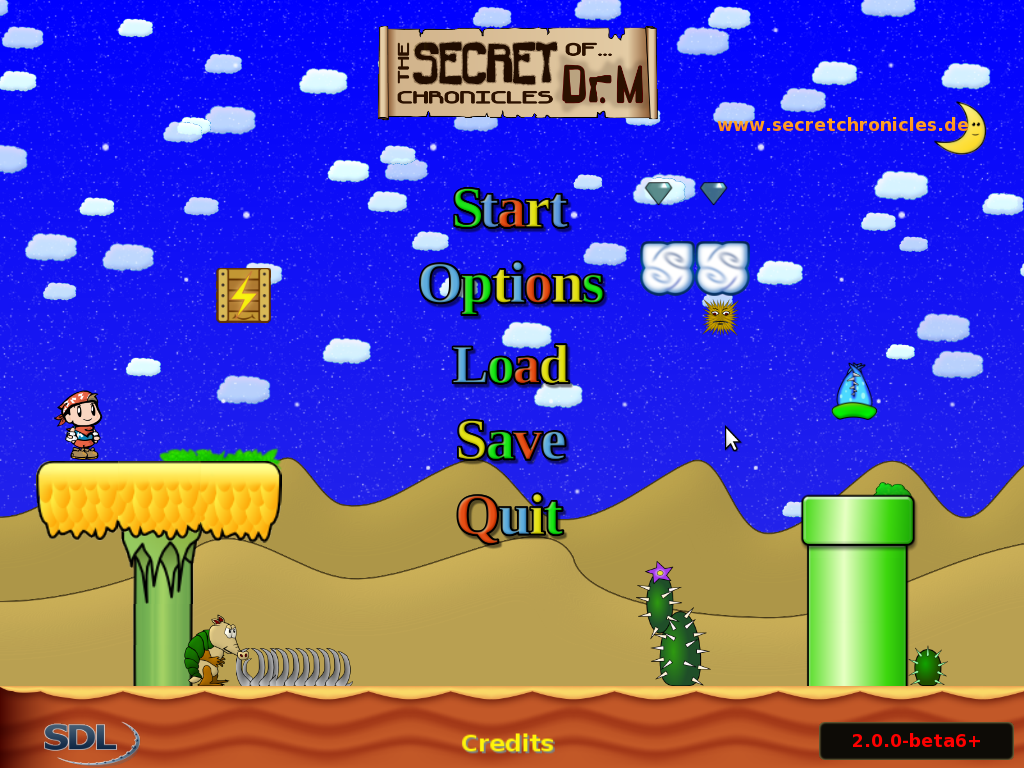 THE SECRET OF...
CHRONICLES Dr. M
www.secretchronicles.de
Start
Options
Load
Save
Quit
SDL
Credits
2.0.0-beta6+